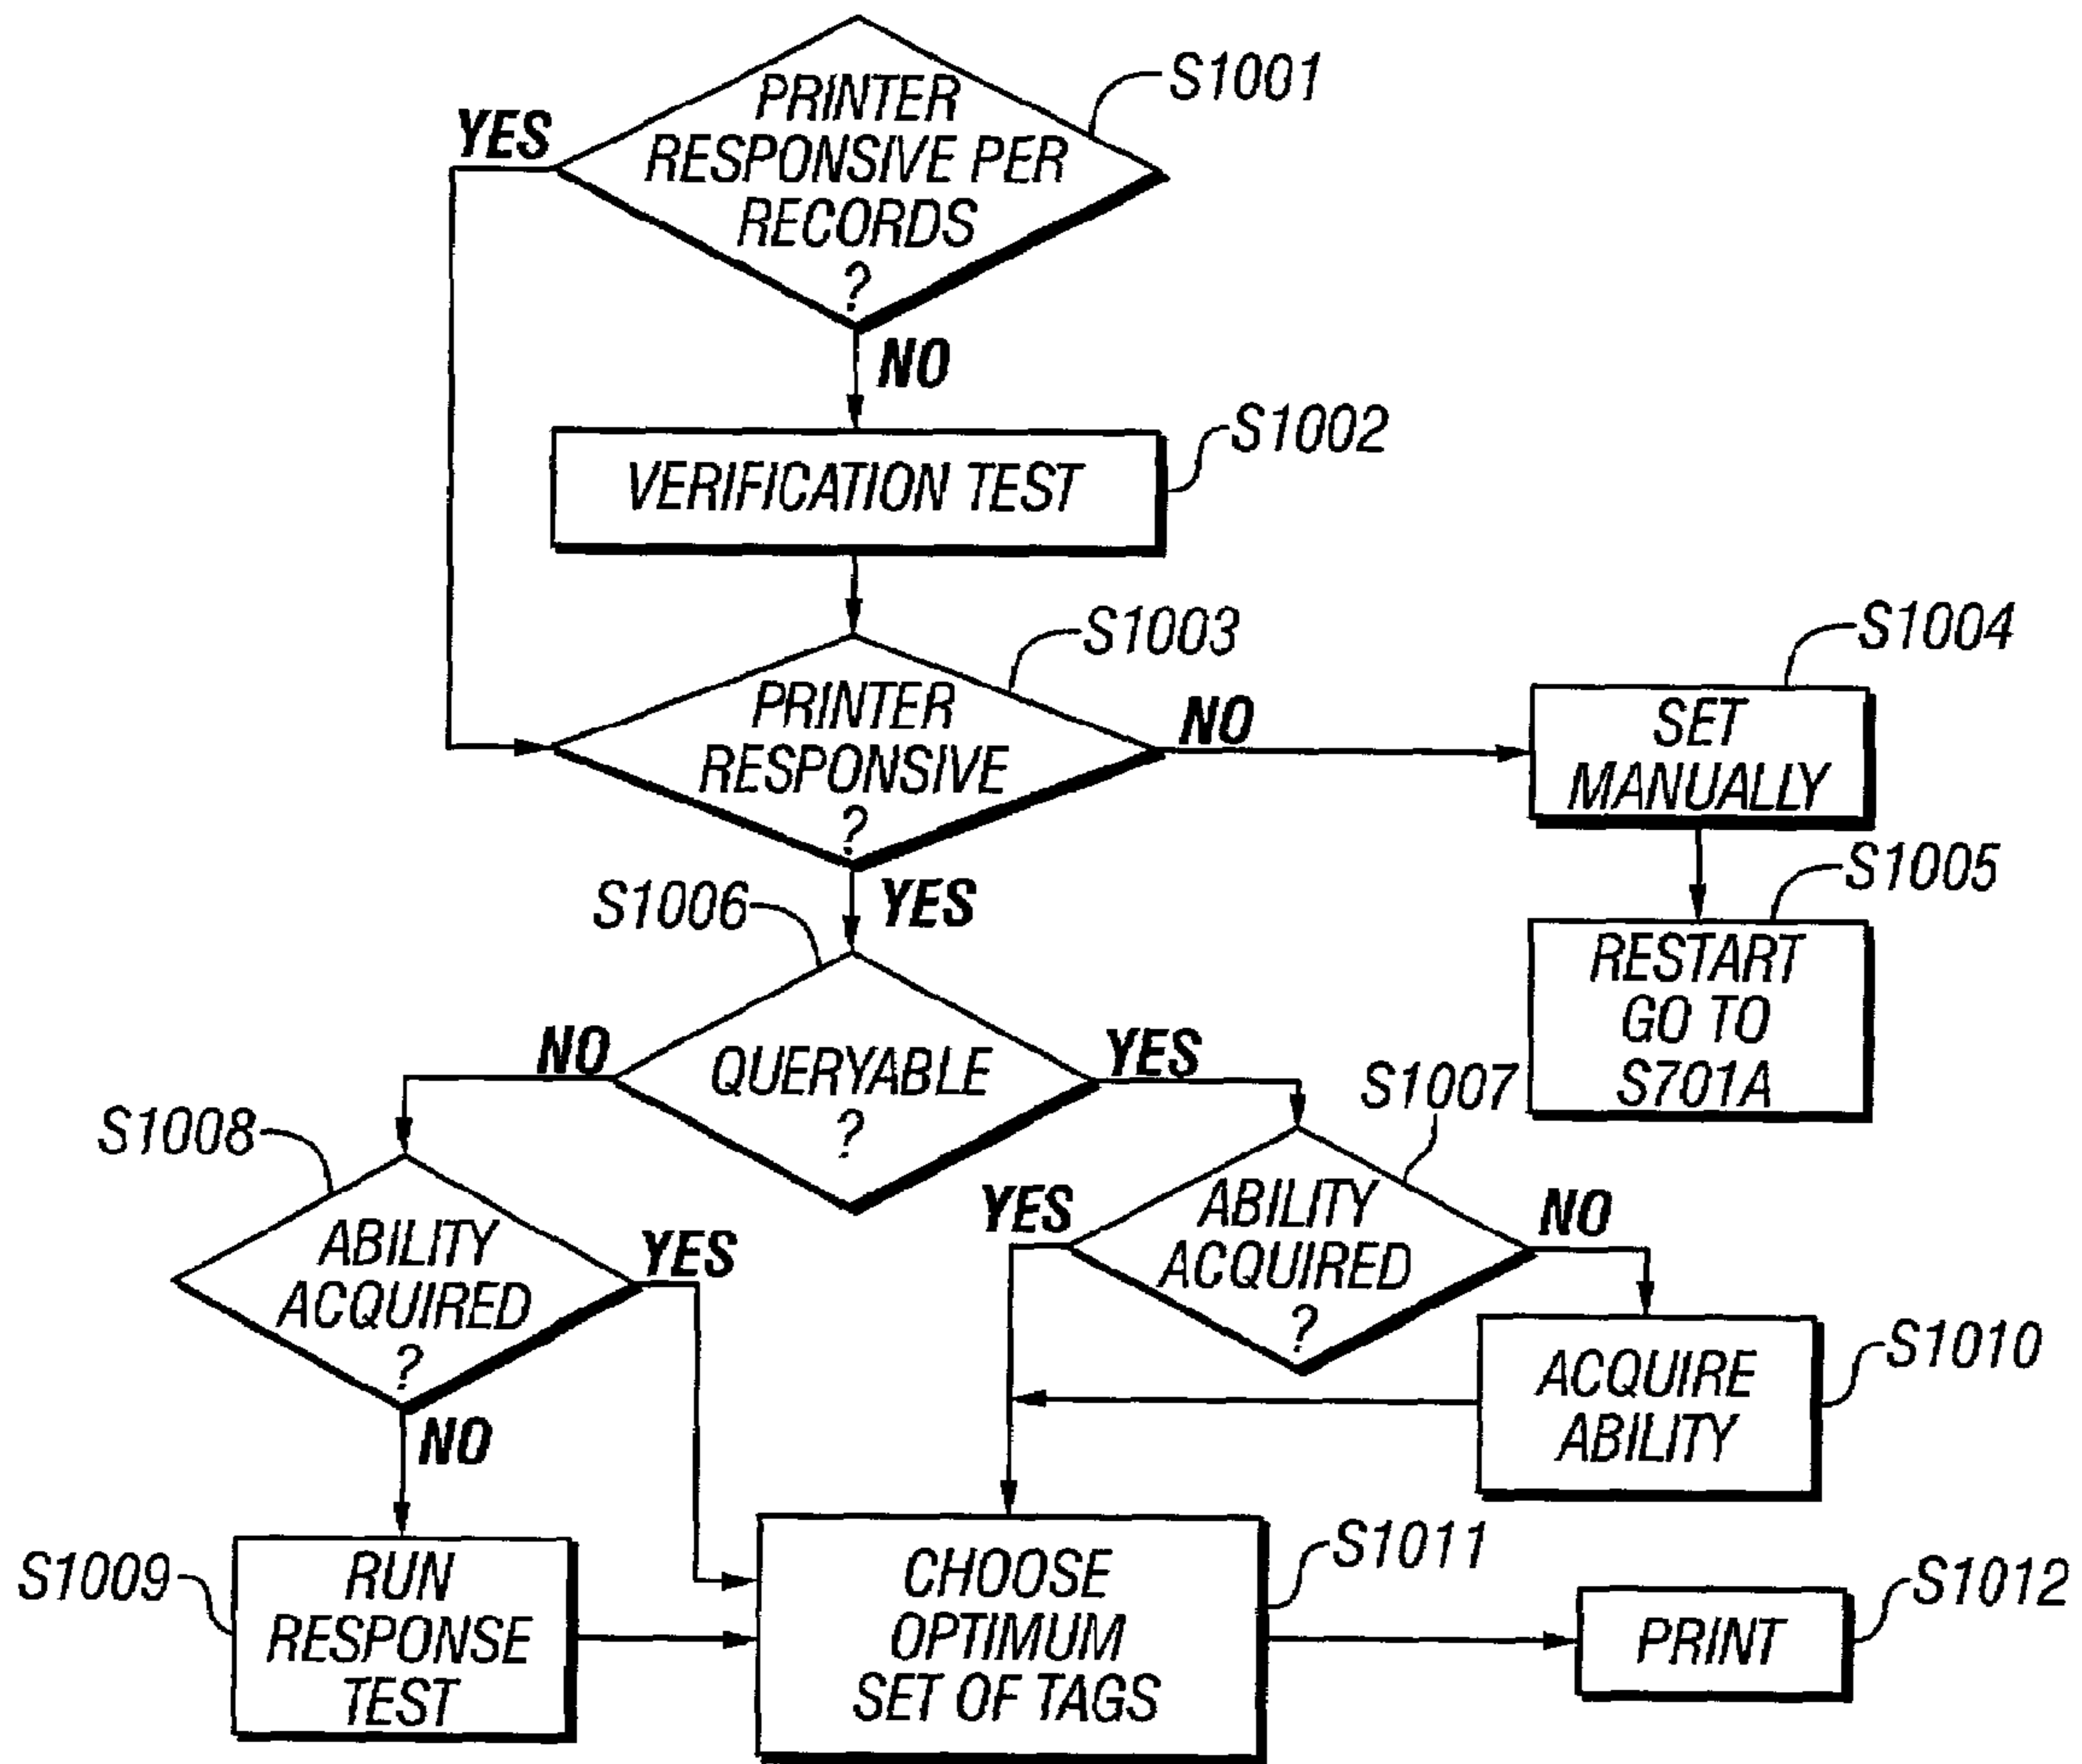 PRINTER
RESPONSIVE PER
RECORDS
?
S1001
YES
NO
VERIFICATION TEST
S1002
PRINTER
RESPONSIVE
?
S1003
NO
SET
MANUALLY
S1004
YES
RESTART
GO TO
S701A
S1005
QUERYABLE
?
S1006
NO
YES
ABILITY
ACQUIRED
?
S1008
YES
NO
ABILITY
ACQUIRED
?
S1007
YES
NO
ACQUIRE
ABILITY
S1010
RUN
RESPONSE
TEST
S1009
CHOOSE
OPTIMUM
SET OF TAGS
S1011
PRINT
S1012